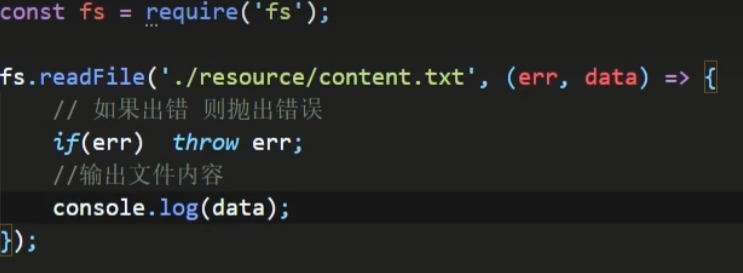 const fs = require('fs');
fs.readFile('./resource/content.txt', (err, data) => {
// 如果出错 则抛出错误
if(err)  throw err;
//输出文件内容
console.log(data);
});